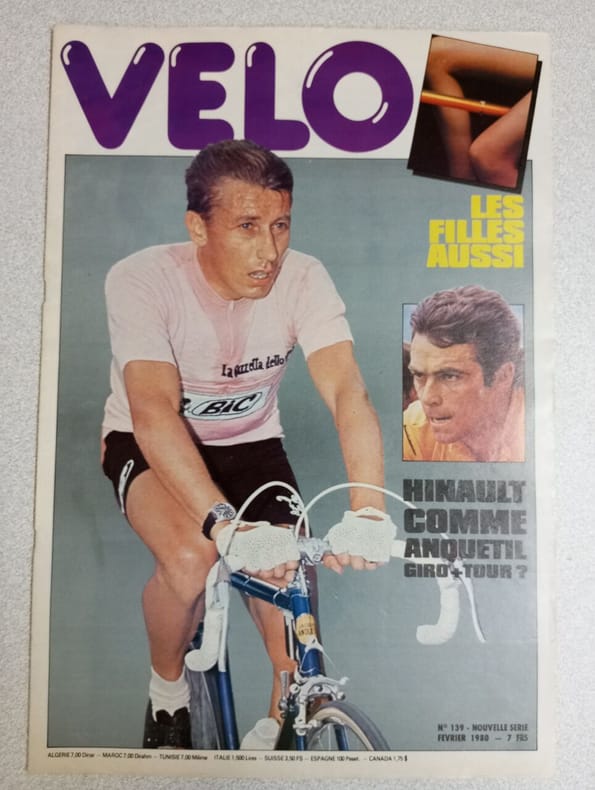 VELO
LES
FILLES
AUSSI
La Gazzetta dello
BiC
HINAULT
COMME
ANQUETIL
GIRO+TOUR ?
N° 139 - NOUVELLE SERIE
FEVRIER 1980 — 7 FRS
ALGERIE 7,00 Dinar — MAROC 7,00 Dirahm — TUNISIE 7,00 Milime ITALIE 1.500 Lires — SUISSE 3,50 FS — ESPAGNE 100 Peset. — CANADA 1,75 $